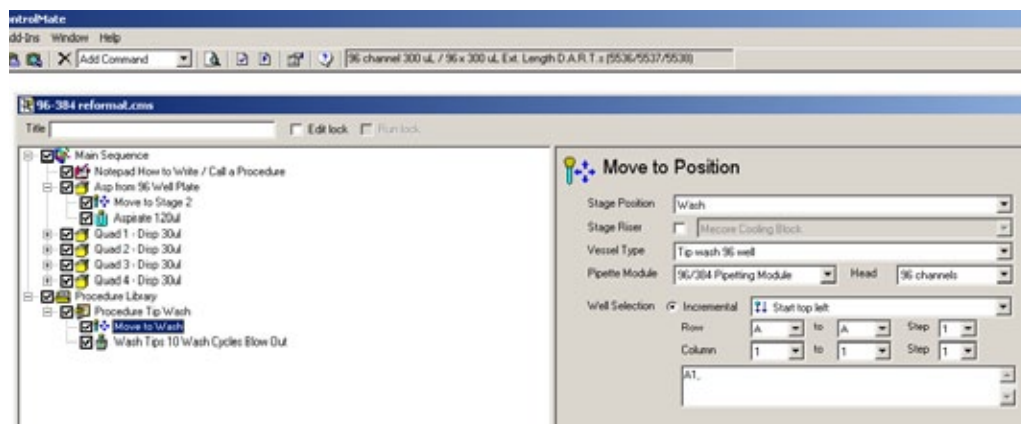 ontrolMate
dd-Ins Window Help
Add Command 96 channel 300 uL / 96 x 300 uL Ext. Length D.A.R.T.s (5536/5537/5538)
96-384 reformat.cms
Title Edit lock Run lock
Main Sequence
Notepad How to Write / Call a Procedure
Asp from 96 Well Plate
Move to Stage 2
Aspirate 120ul
Quad 1 - Disp 30ul
Quad 2 - Disp 30ul
Quad 3 - Disp 30ul
Quad 4 - Disp 30ul
Procedure Library
Procedure Tip Wash
Move to Wash
Wash Tips 10 Wash Cycles Blow Out
Move to Position
Stage Position Wash
Stage Riser Mecore Cooling Block
Vessel Type Tip wash 96 well
Pipette Module 96/384 Pipetting Module Head 96 channels
Well Selection Incremental Start top left
Row A to A Step 1
Column 1 to 1 Step 1
A1,